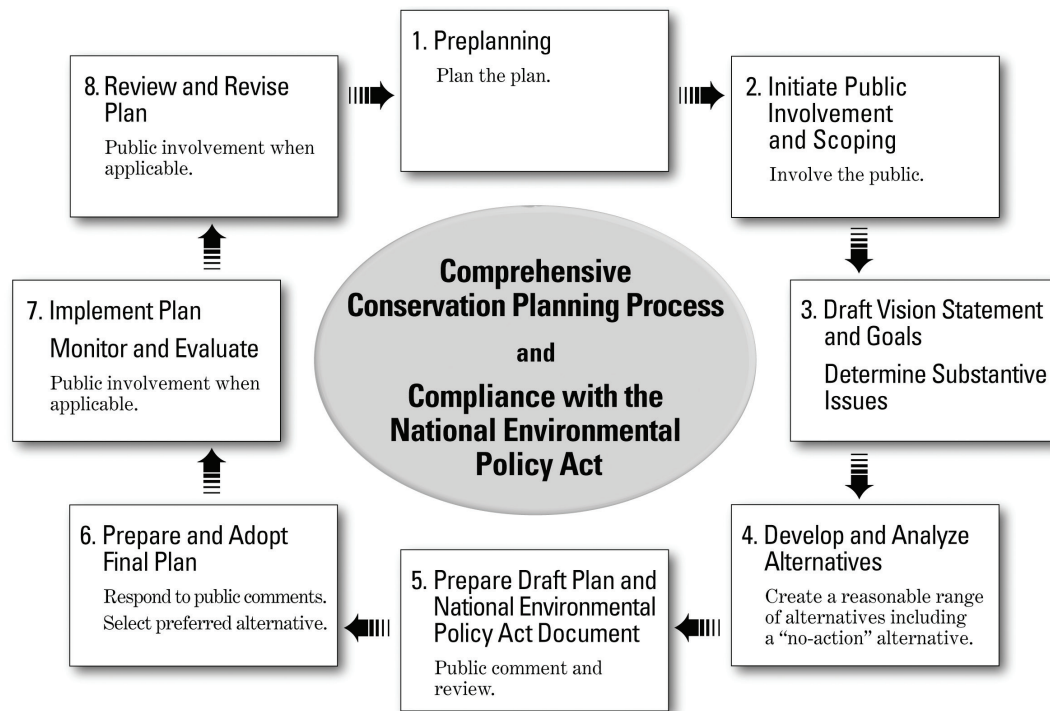 1. Preplanning
Plan the plan.
2. Initiate Public
Involvement
and Scoping
Involve the public.
3. Draft Vision Statement
and Goals
Determine Substantive
Issues
4. Develop and Analyze
Alternatives
Create a reasonable range
of alternatives including
a “no-action” alternative.
5. Prepare Draft Plan and
National Environmental
Policy Act Document
Public comment and
review.
6. Prepare and Adopt
Final Plan
Respond to public comments.
Select preferred alternative.
7. Implement Plan
Monitor and Evaluate
Public involvement when
applicable.
8. Review and Revise
Plan
Public involvement when
applicable.
Comprehensive
Conservation Planning Process
and
Compliance with the
National Environmental
Policy Act